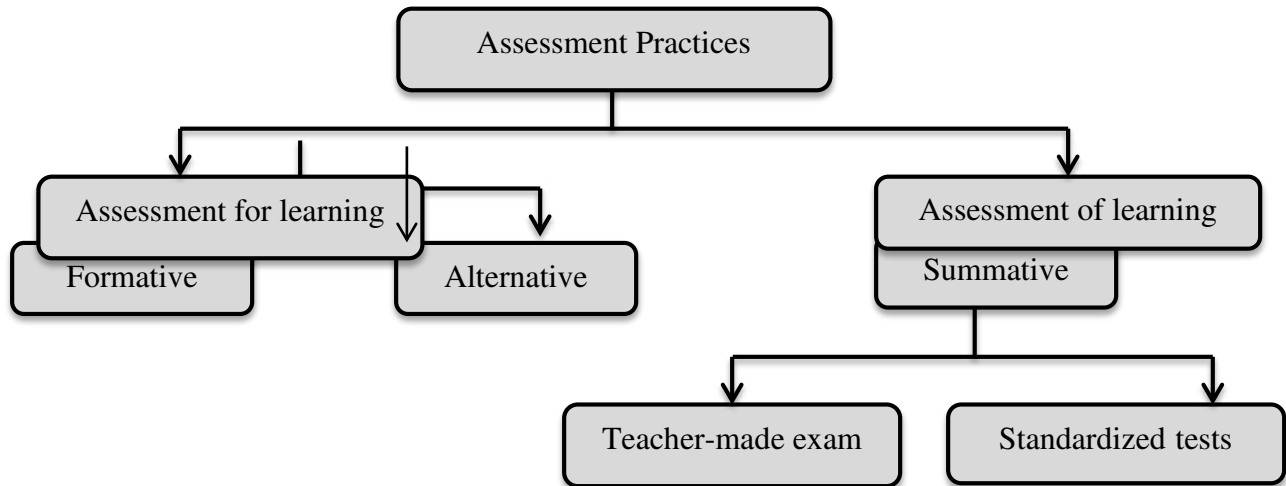 Assessment Practices
Assessment for learning
Assessment of learning
Formative
Alternative
Summative
Teacher-made exam
Standardized tests